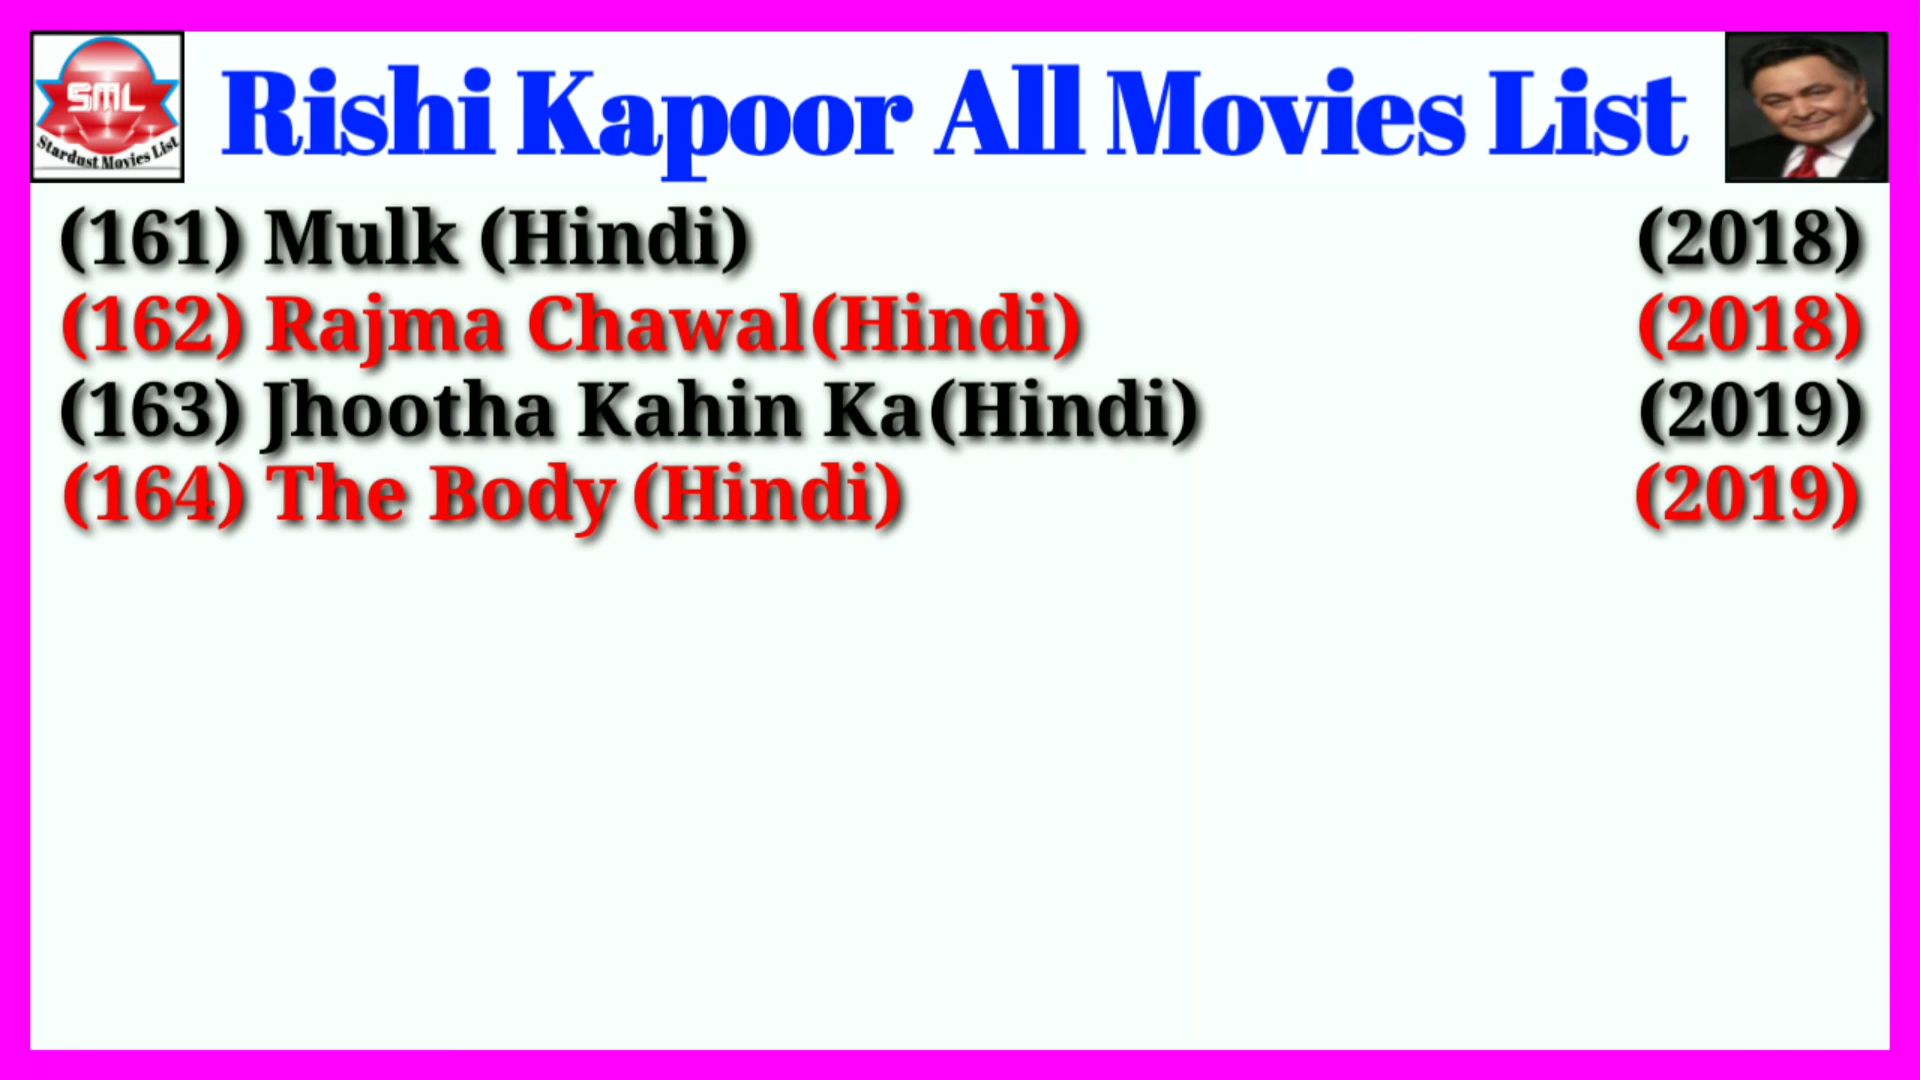 SML
Stardust Movies List
Rishi Kapoor All Movies List
(161) Mulk (Hindi) (2018)
(162) Rajma Chawal(Hindi) (2018)
(163) Jhootha Kahin Ka(Hindi) (2019)
(164) The Body (Hindi) (2019)